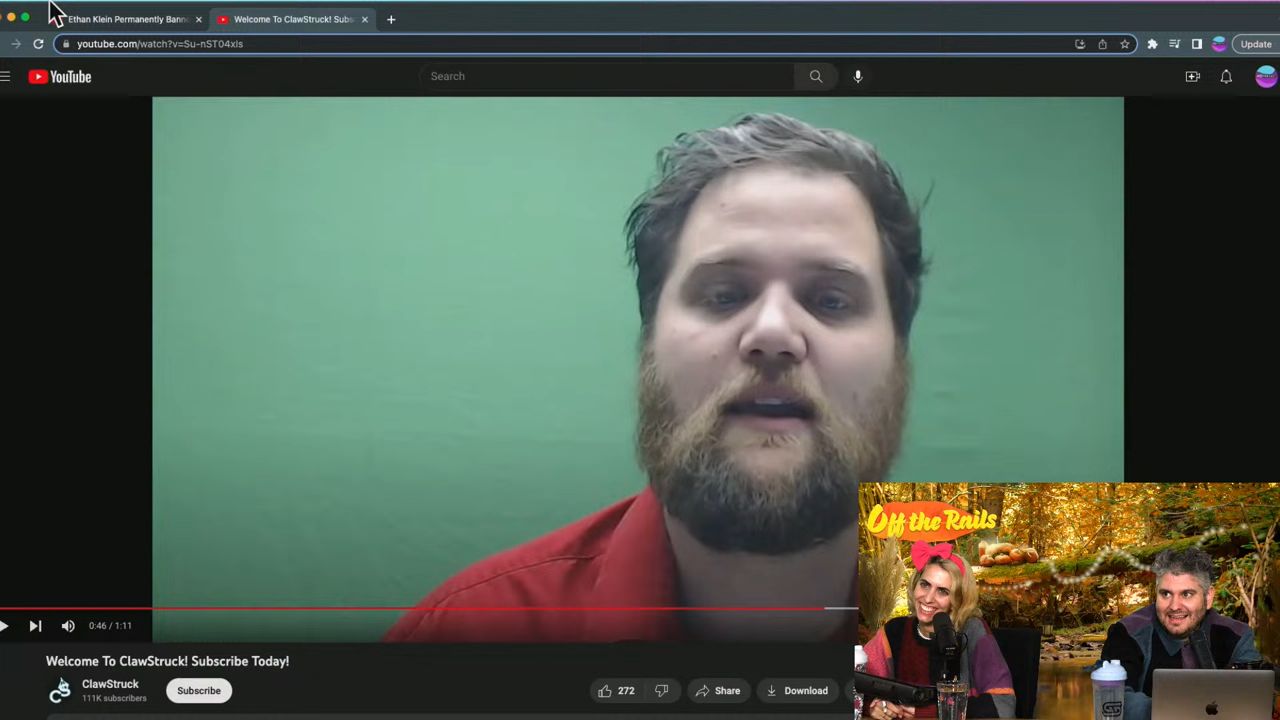 Ethan Klein Permanently Bann
Welcome To ClawStruck! Subs
youtube.com/watch?v=Su-nST04xIs
Update
YouTube
Search
Off the Rails
0:46 / 1:11
Welcome To ClawStruck! Subscribe Today!
ClawStruck
111K subscribers
Subscribe
272
Share
Download